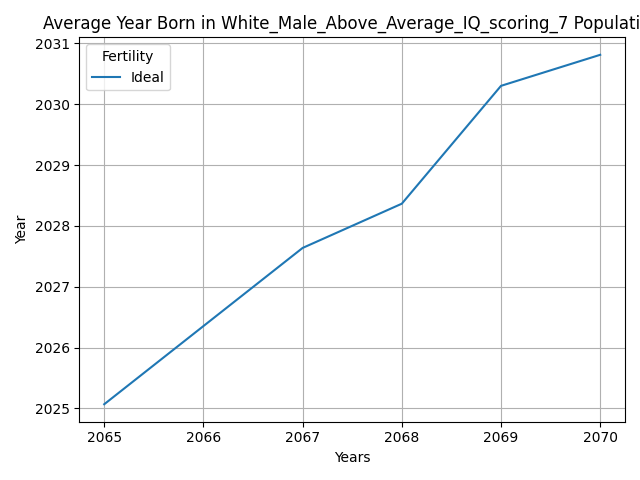 Average Year Born in White_Male_Above_Average_IQ_scoring_7 Populati
Fertility
Ideal
2031
2030
2029
2028
2027
2026
2025
Year
2065 2066 2067 2068 2069 2070
Years